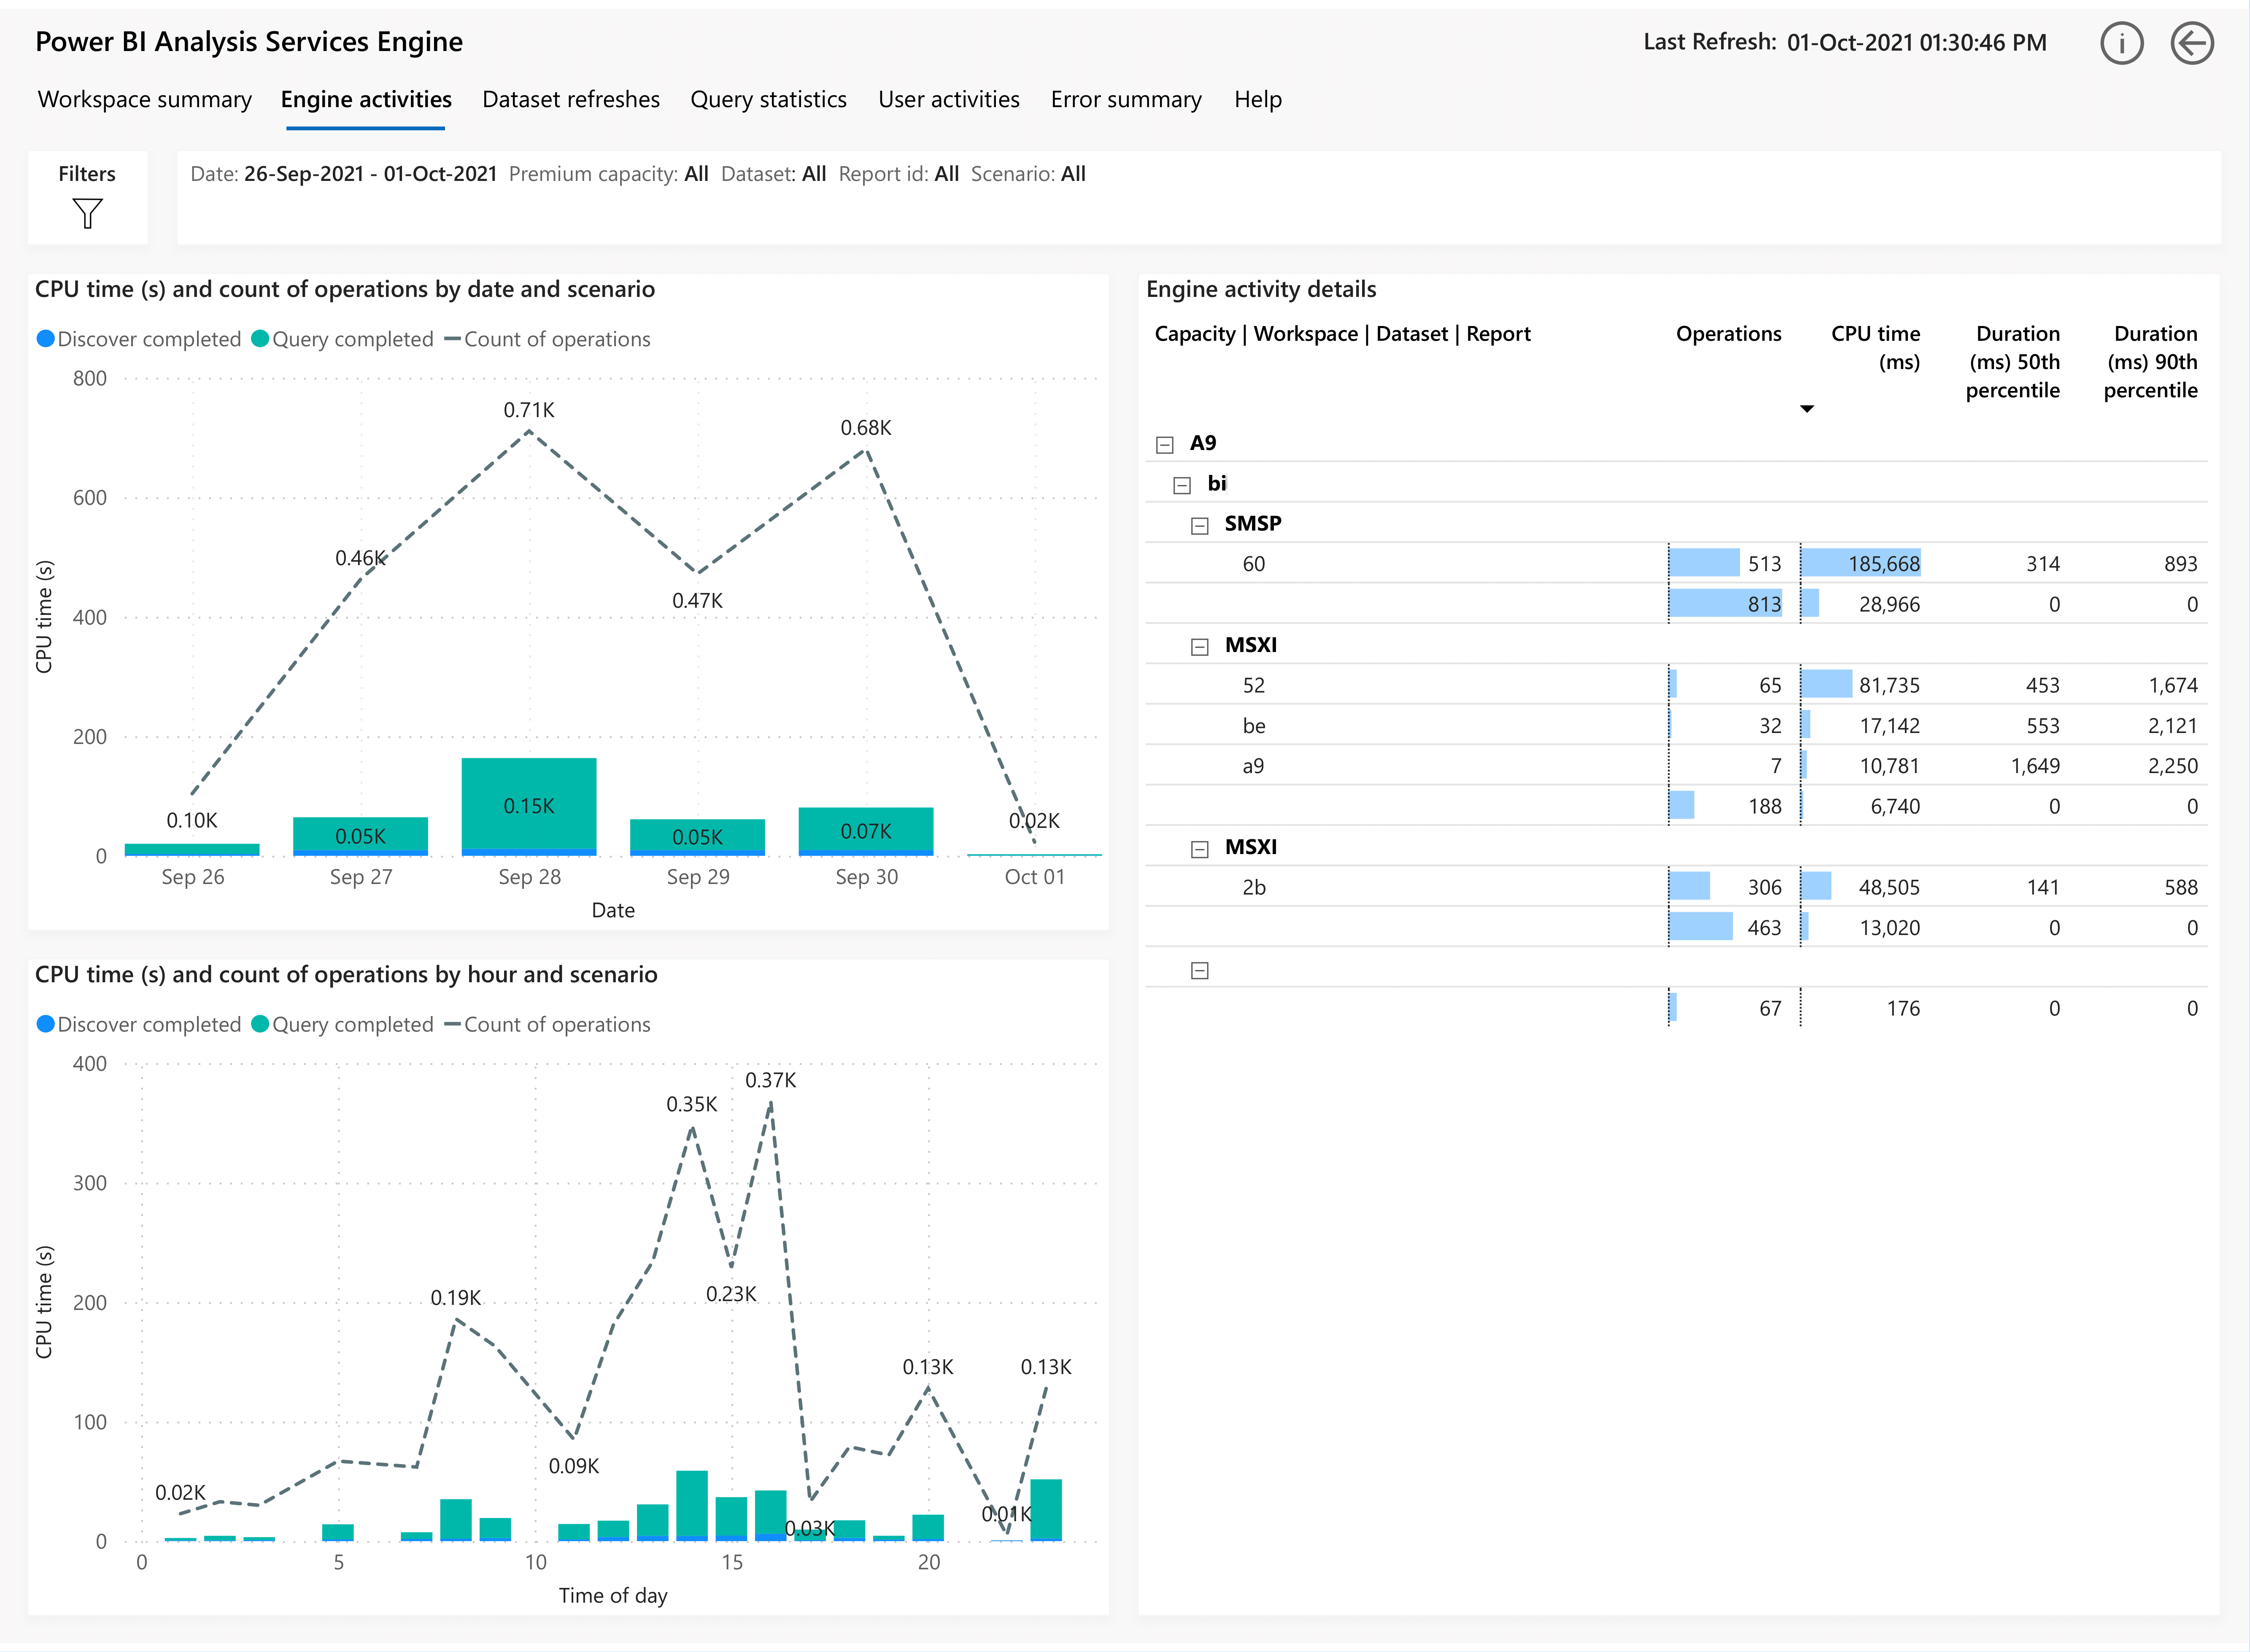 Power BI Analysis Services Engine
Last Refresh: 01-Oct-2021 01:30:46 PM
Workspace summary Engine activities Dataset refreshes Query statistics User activities Error summary Help
Filters
Date: 26-Sep-2021 - 01-Oct-2021 Premium capacity: All Dataset: All Report id: All Scenario: All
CPU time (s) and count of operations by date and scenario
Discover completed Query completed Count of operations
800
600
400
200
0
CPU time (s)
0.10K
0.46K
0.71K
0.47K
0.68K
0.02K
0.05K
0.15K
0.05K
0.07K
Sep 26 Sep 27 Sep 28 Sep 29 Sep 30 Oct 01
Date
CPU time (s) and count of operations by hour and scenario
Discover completed Query completed Count of operations
400
300
200
100
0
CPU time (s)
0.02K
0.19K
0.09K
0.35K
0.23K
0.37K
0.03K
0.13K
0.01K
0.13K
0 5 10 15 20
Time of day
Engine activity details
Capacity | Workspace | Dataset | Report Operations CPU time (ms) Duration (ms) 50th percentile Duration (ms) 90th percentile
A9
bi
SMSP
60 513 185,668 314 893
813 28,966 0 0
MSXI
52 65 81,735 453 1,674
be 32 17,142 553 2,121
a9 7 10,781 1,649 2,250
188 6,740 0 0
MSXI
2b 306 48,505 141 588
463 13,020 0 0
67 176 0 0